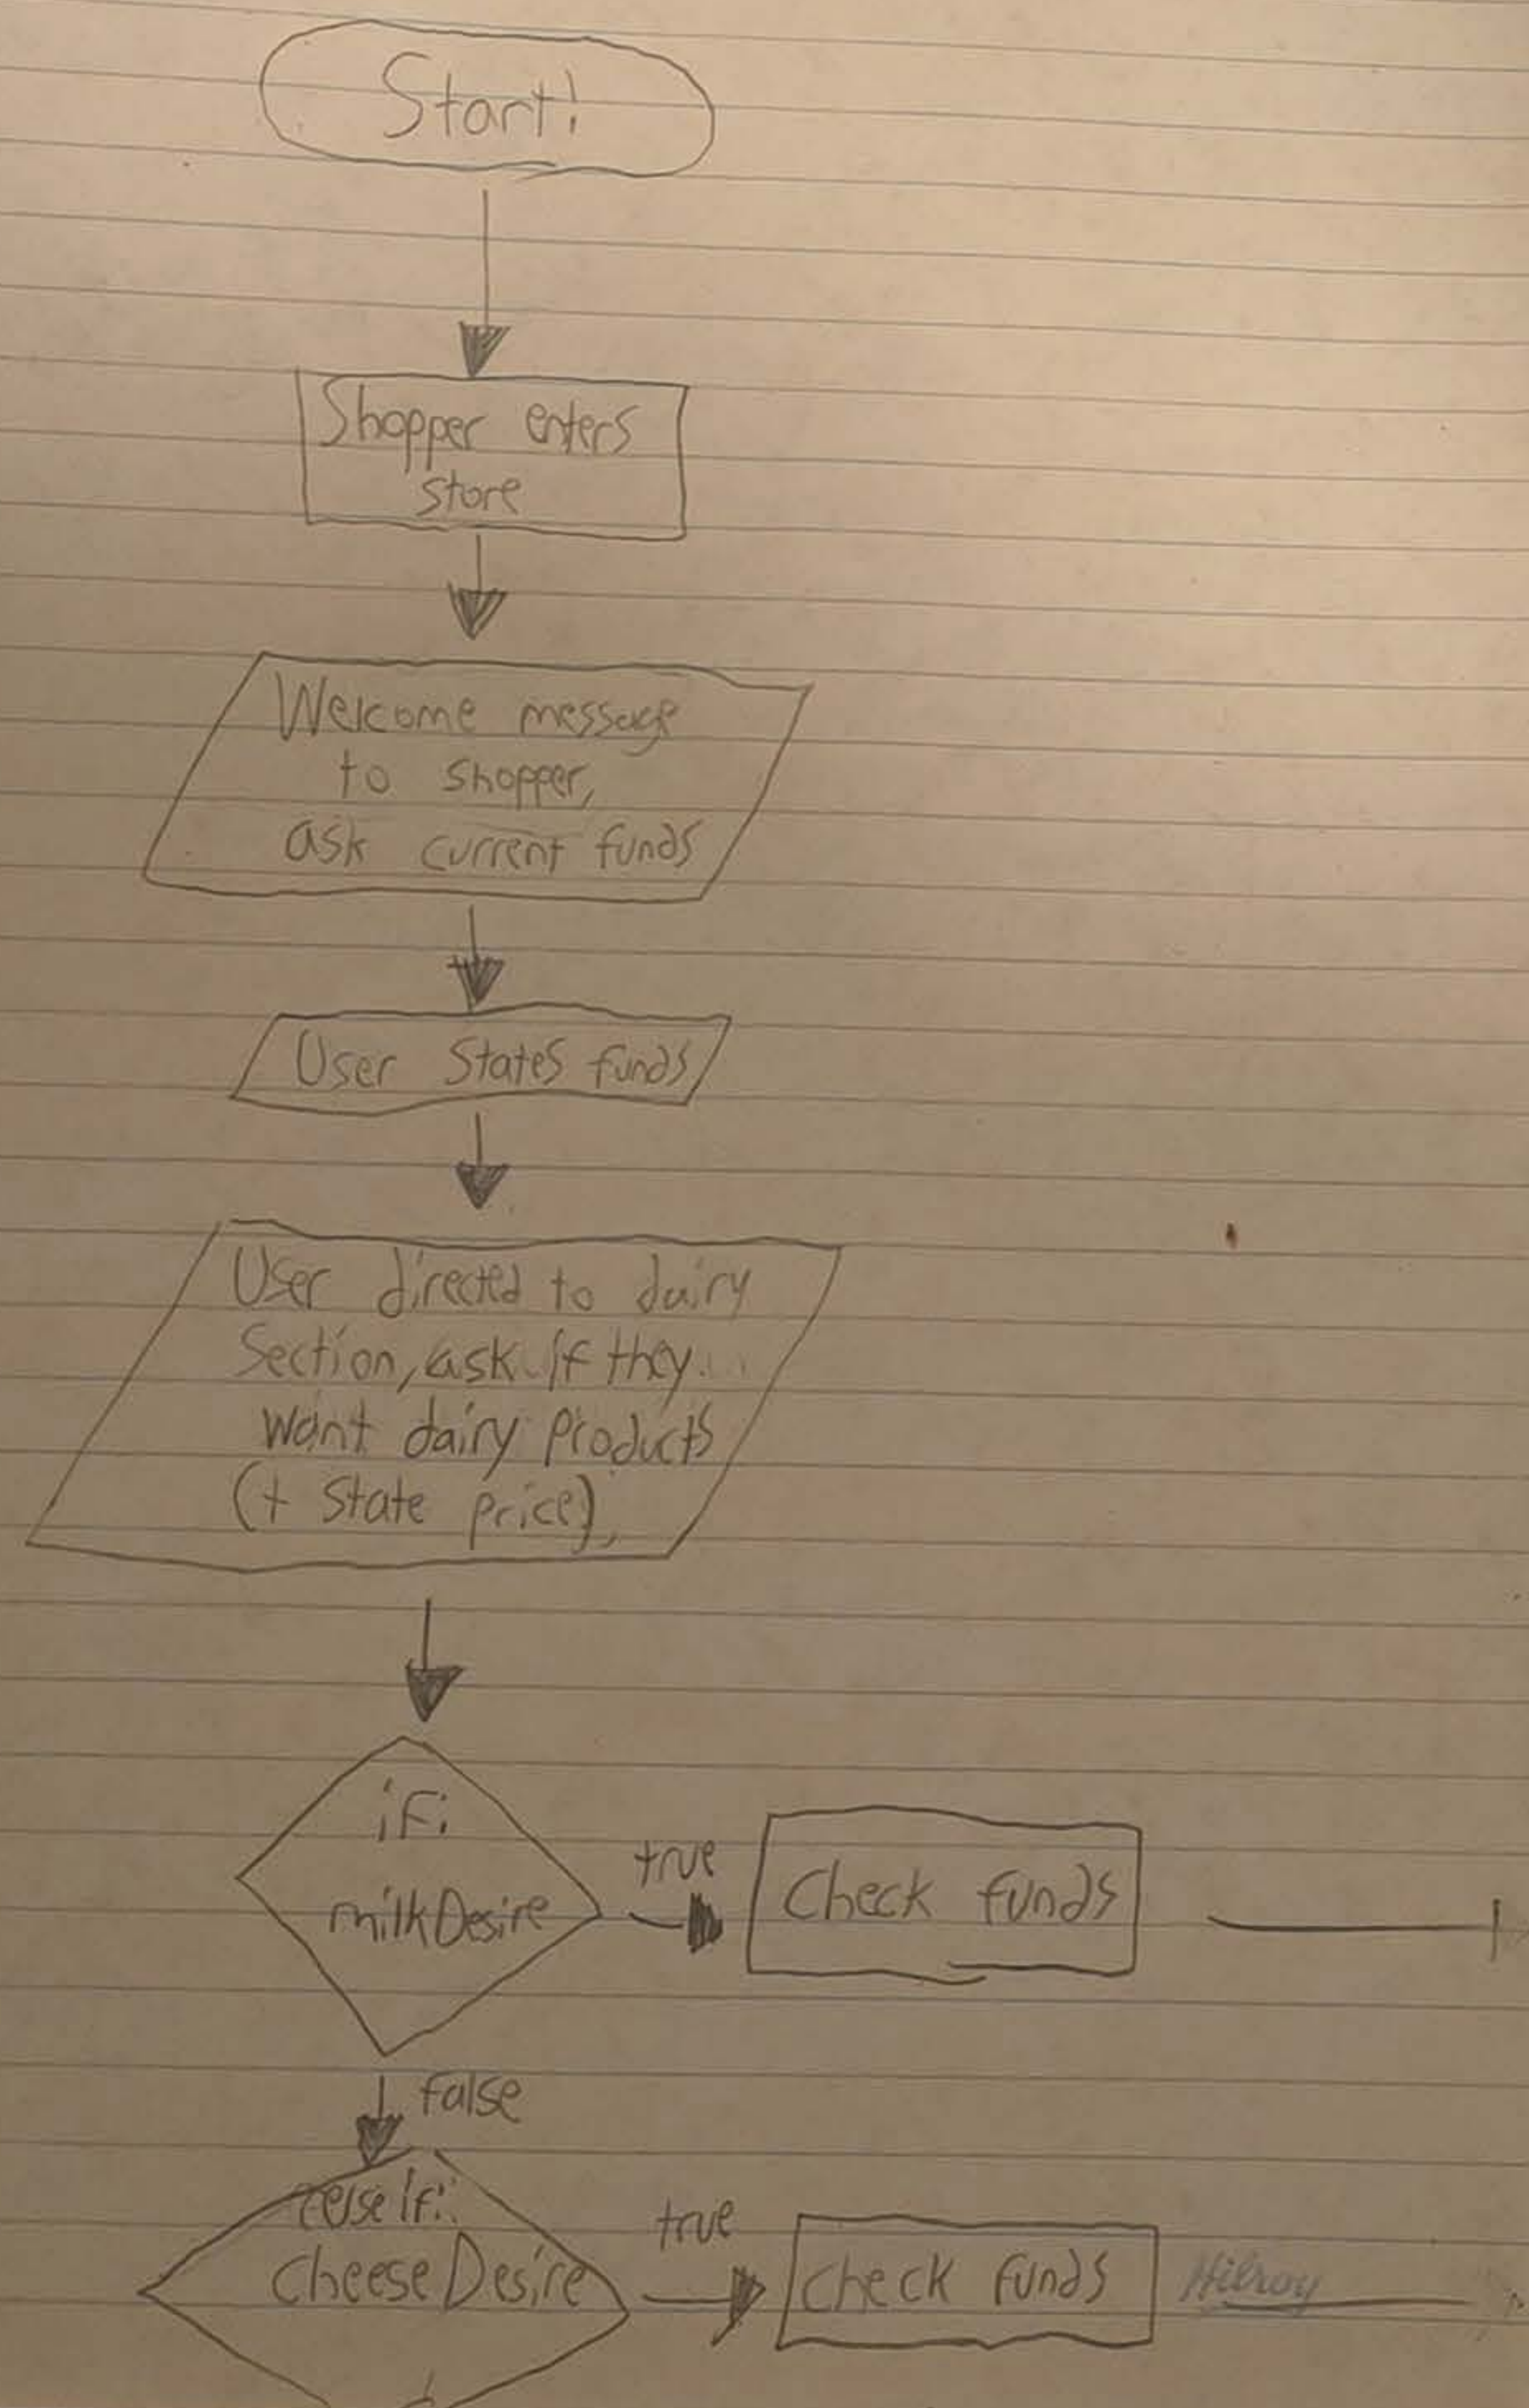 Start!
Shopper enters
store
Welcome message
to shopper,
ask current funds
User States funds
User directed to dairy
Section, ask if they
want dairy products
(+ State price),
if:
milkDesire
true
Check funds
false
else if:
cheeseDesire
true
check funds
Hilroy